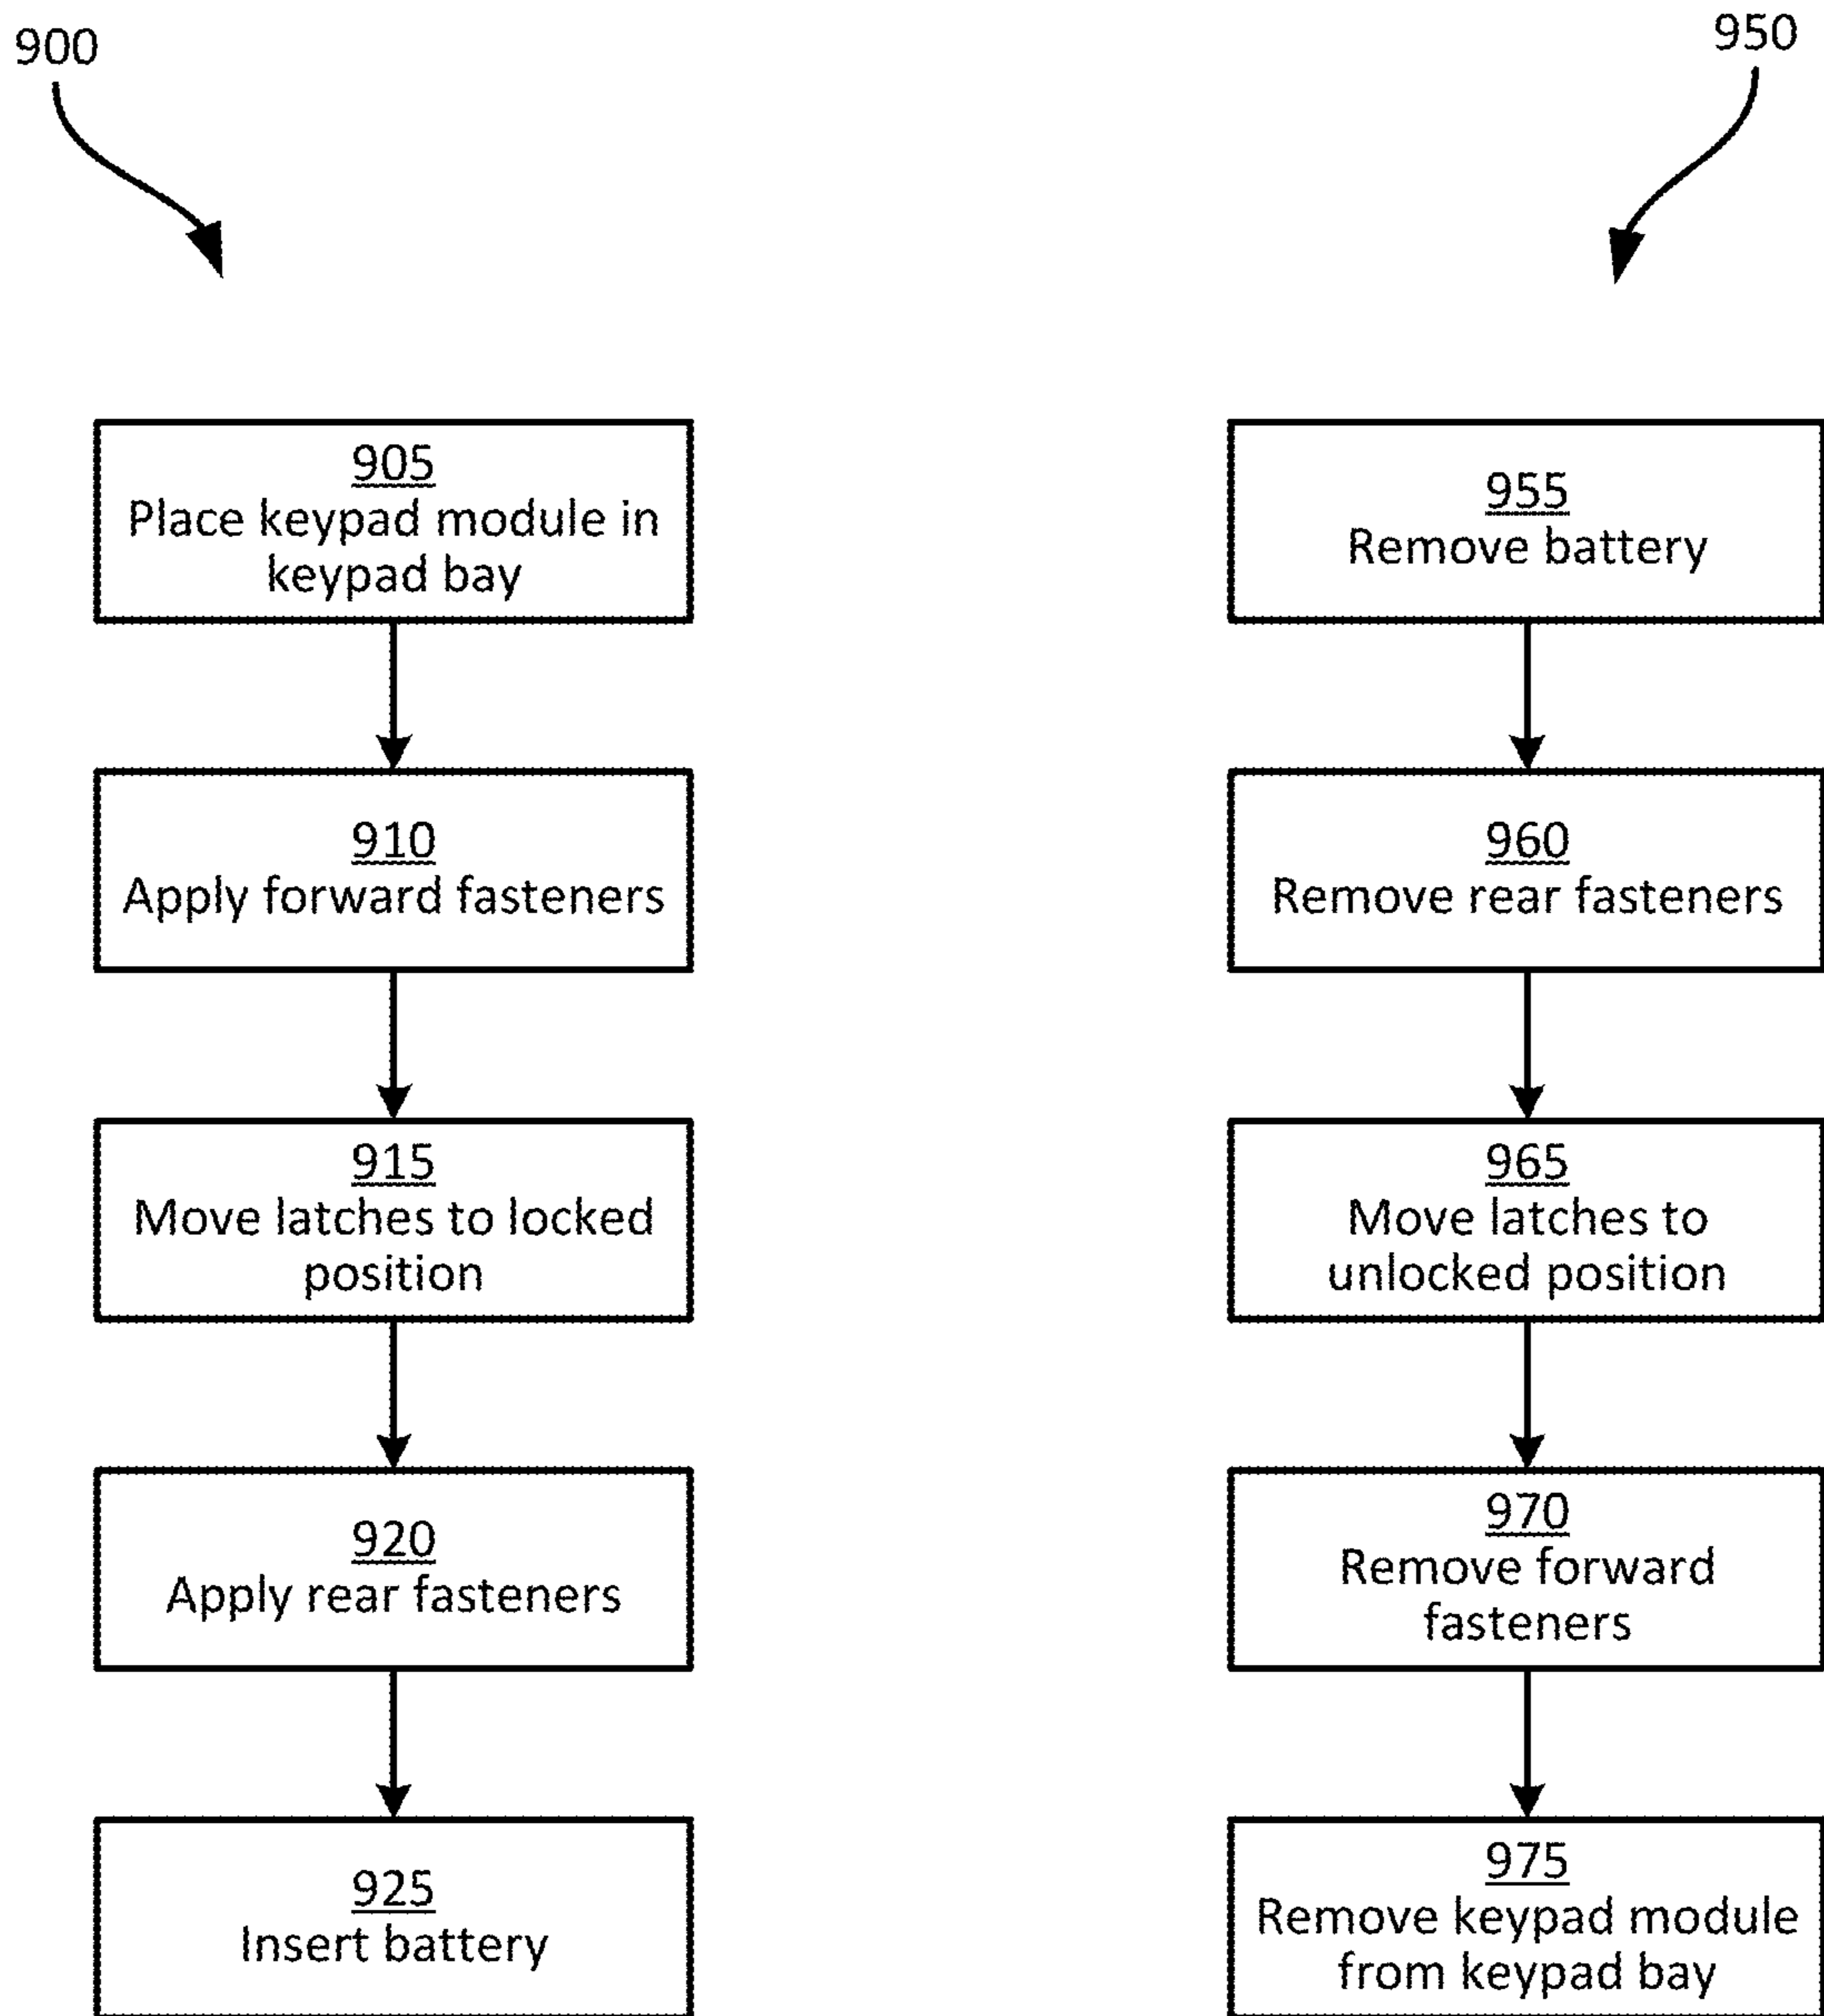 900
950
905
Place keypad module in
keypad bay
910
Apply forward fasteners
915
Move latches to locked
position
920
Apply rear fasteners
925
Insert battery
955
Remove battery
960
Remove rear fasteners
965
Move latches to
unlocked position
970
Remove forward
fasteners
975
Remove keypad module
from keypad bay